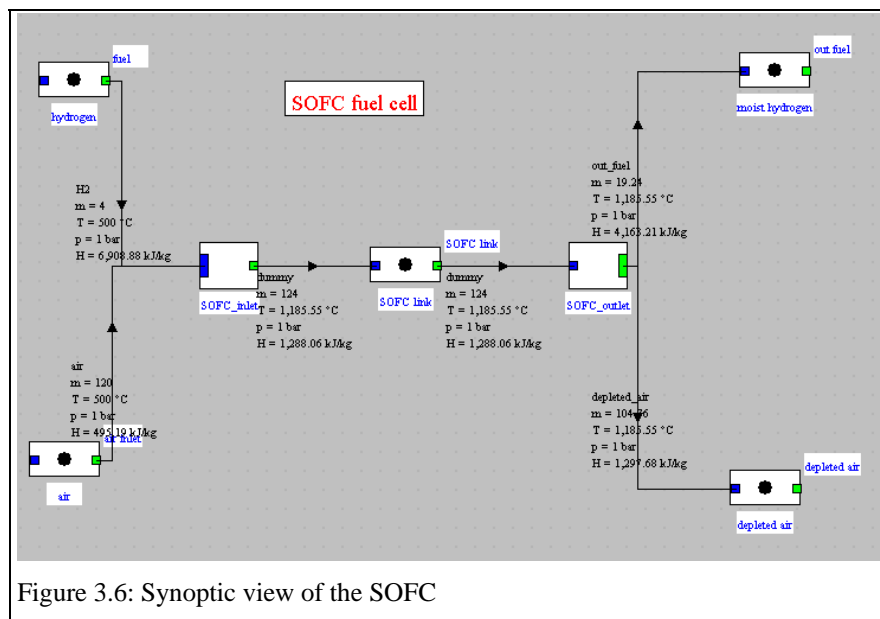 fuel
hydrogen
SOFC fuel cell
out fuel
moist hydrogen
H2
m = 4
T = 500 °C
p = 1 bar
H = 6,908.88 kJ/kg
out_fuel
m = 19.24
T = 1,185.55 °C
p = 1 bar
H = 4,163.21 kJ/kg
SOFC_inlet
dummy
m = 124
T = 1,185.55 °C
p = 1 bar
H = 1,288.06 kJ/kg
SOFC link
SOFC link
dummy
m = 124
T = 1,185.55 °C
p = 1 bar
H = 1,288.06 kJ/kg
SOFC_outlet
air
m = 120
T = 500 °C
p = 1 bar
H = 495.19 kJ/kg
air inlet
air
depleted_air
m = 104.76
T = 1,185.55 °C
p = 1 bar
H = 1,297.68 kJ/kg
depleted air
depleted air
Figure 3.6: Synoptic view of the SOFC